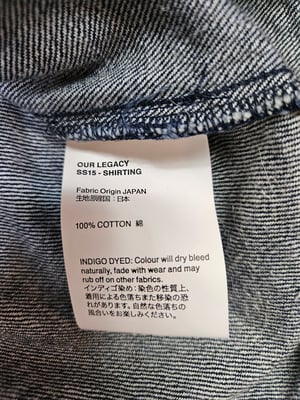 OUR LEGACY
SS15 - SHIRTING
Fabric Origin JAPAN
生地原産国：日本
100% COTTON 綿
INDIGO DYED: Colour will dry bleed
naturally, fade with wear and may
rub off on other fabrics.
インディゴ染め：染色の性質上、
着用による色落ちまた移染の恐
れがあります。自然な色落ちの
風合いをお楽しみください。